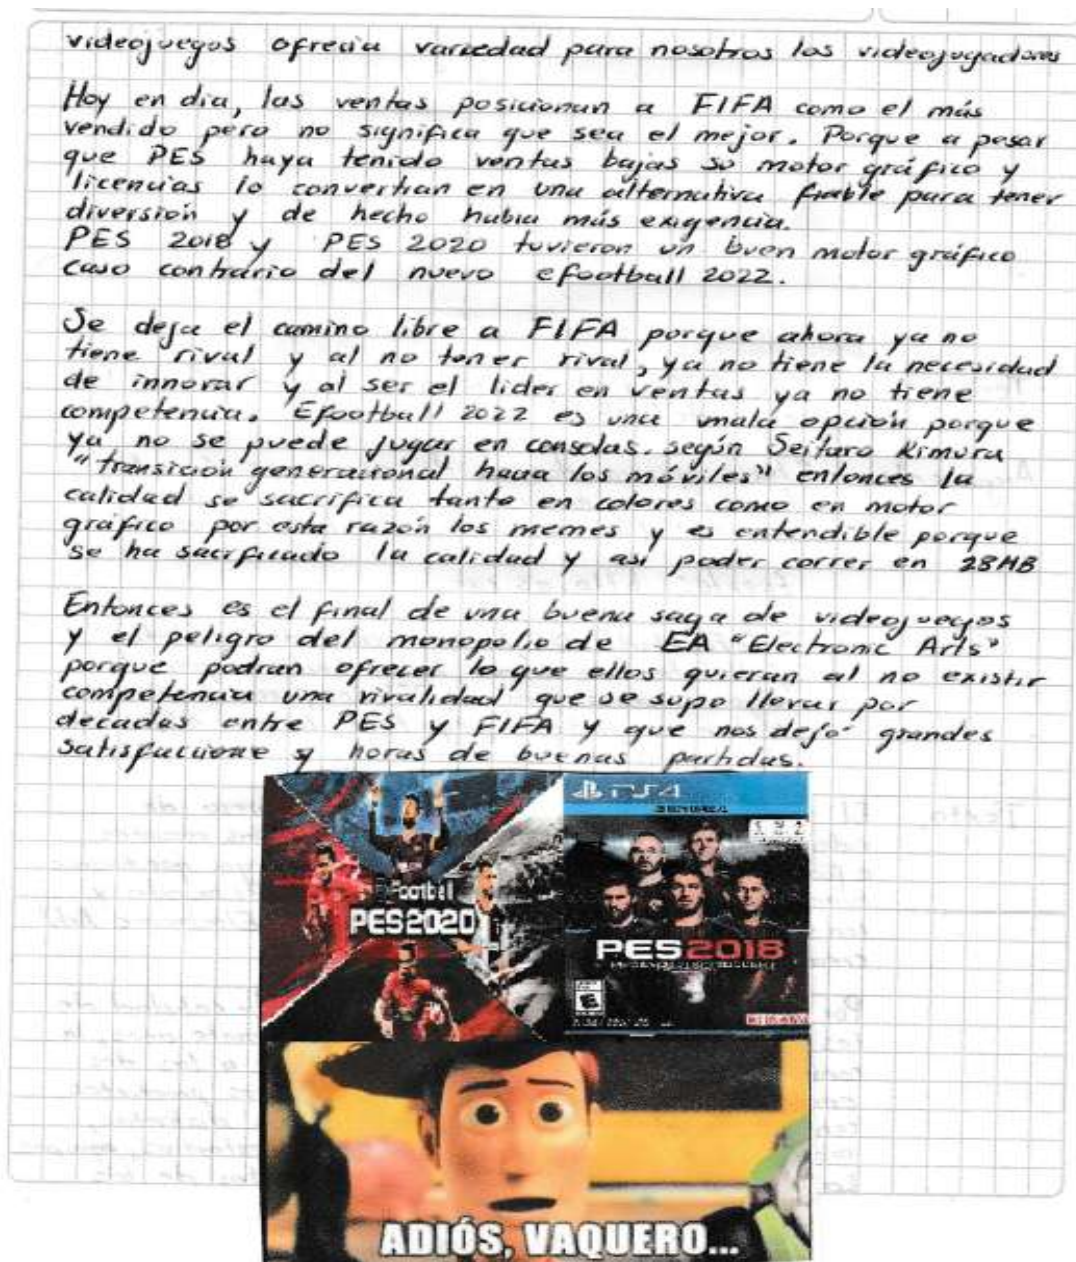 videojuegos ofrecia variedad para nosotros los videojugadores
Hoy en dia, las ventas posicionan a FIFA como el más
vendido pero no significa que sea el mejor. Porque a pesar
que PES haya tenido ventas bajas su motor gráfico y
licencias lo convertian en una alternativa fiable para tener
diversión y de hecho habia más exigencia.
PES 2018 y PES 2020 tuvieron un buen motor gráfico
caso contrario del nuevo efootball 2022.
Se deja el camino libre a FIFA porque ahora ya no
tiene rival y al no tener rival, ya no tiene la necesidad
de innovar y al ser el lider en ventas ya no tiene
competencia. Efootball 2022 es una mala opción porque
ya no se puede jugar en consolas. según Seitaro Kimura
"transición generacional hacia los móviles" entonces la
calidad se sacrifica tanto en colores como en motor
gráfico por esta razón los memes y es entendible porque
se ha sacrificado la calidad y asi poder correr en 28MB
Entonces es el final de una buena saga de videojuegos
y el peligro del monopolio de EA "Electronic Arts"
porque podran ofrecer lo que ellos quieran al no existir
competencia una rivalidad que se supo llevar por
decadas entre PES y FIFA y que nos dejó grandes
satisfaccione y horas de buenas partidas.
PS4
Football
PES2020
PES2018
E
ADIÓS, VAQUERO...